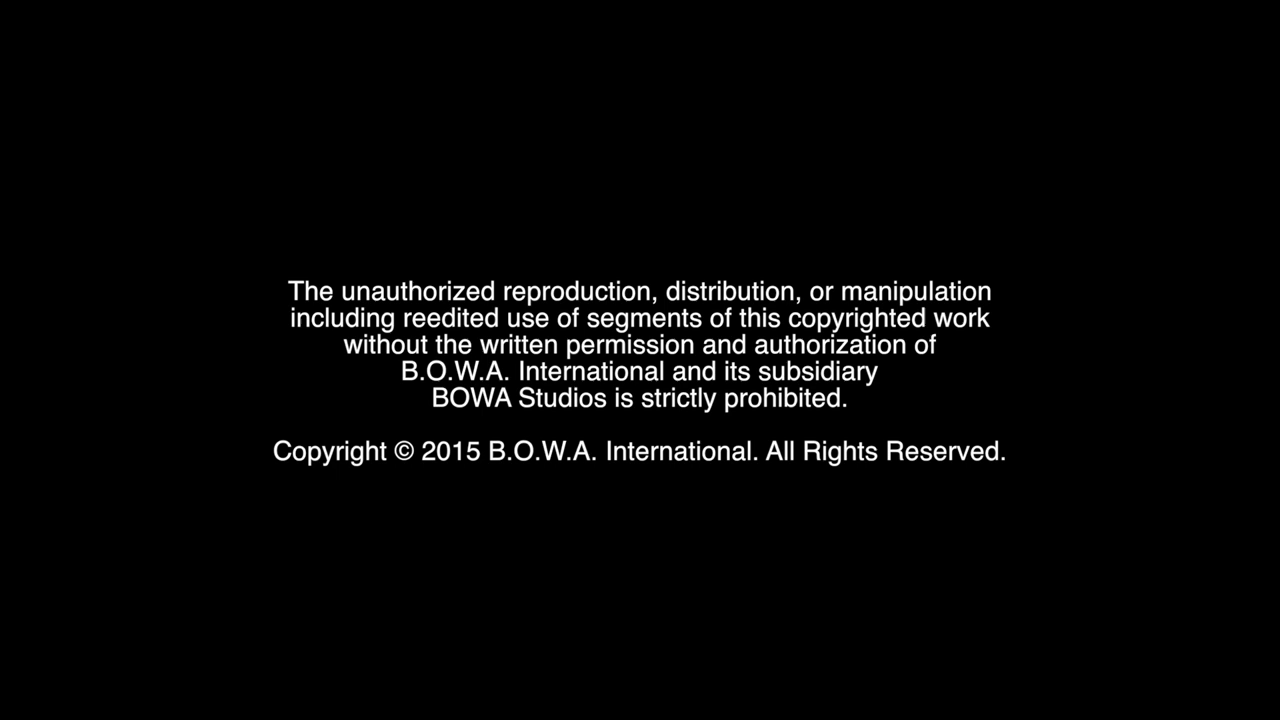 The unauthorized reproduction, distribution, or manipulation
including reedited use of segments of this copyrighted work
without the written permission and authorization of
B.O.W.A. International and its subsidiary
BOWA Studios is strictly prohibited.
Copyright © 2015 B.O.W.A. International. All Rights Reserved.